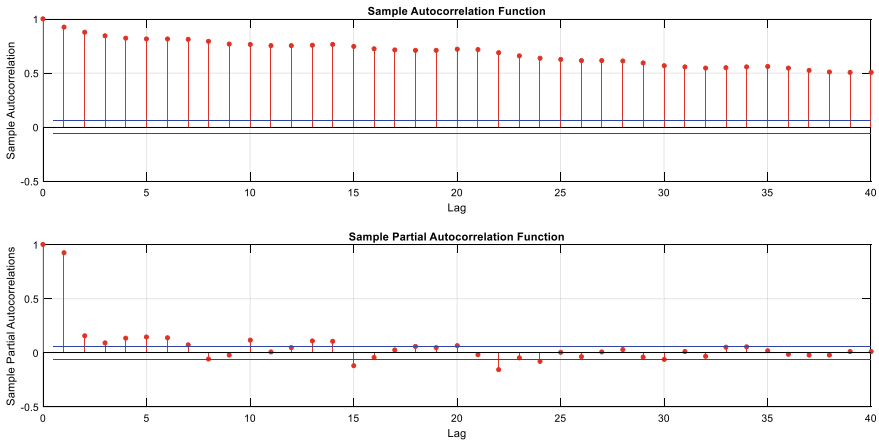 Sample Autocorrelation Function
1
0.5
0
-0.5
Sample Autocorrelation
0 5 10 15 20 25 30 35 40
Lag
Sample Partial Autocorrelation Function
1
0.5
0
-0.5
Sample Partial Autocorrelations
0 5 10 15 20 25 30 35 40
Lag